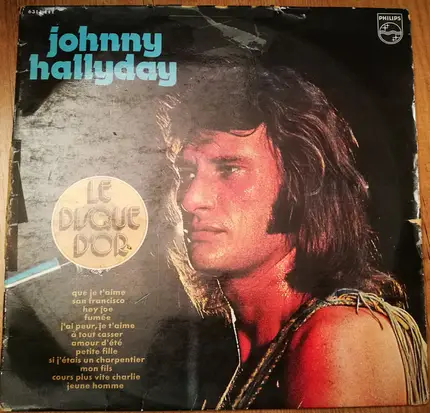 PHILIPS
johnny
hallyday
LE
DISQUE
D'OR
que je t'aime
san francisco
hey joe
fumée
j'ai peur, je t'aime
à tout casser
amour d'été
petite fille
si j'étais un charpentier
mon fils
cours plus vite charlie
jeune homme